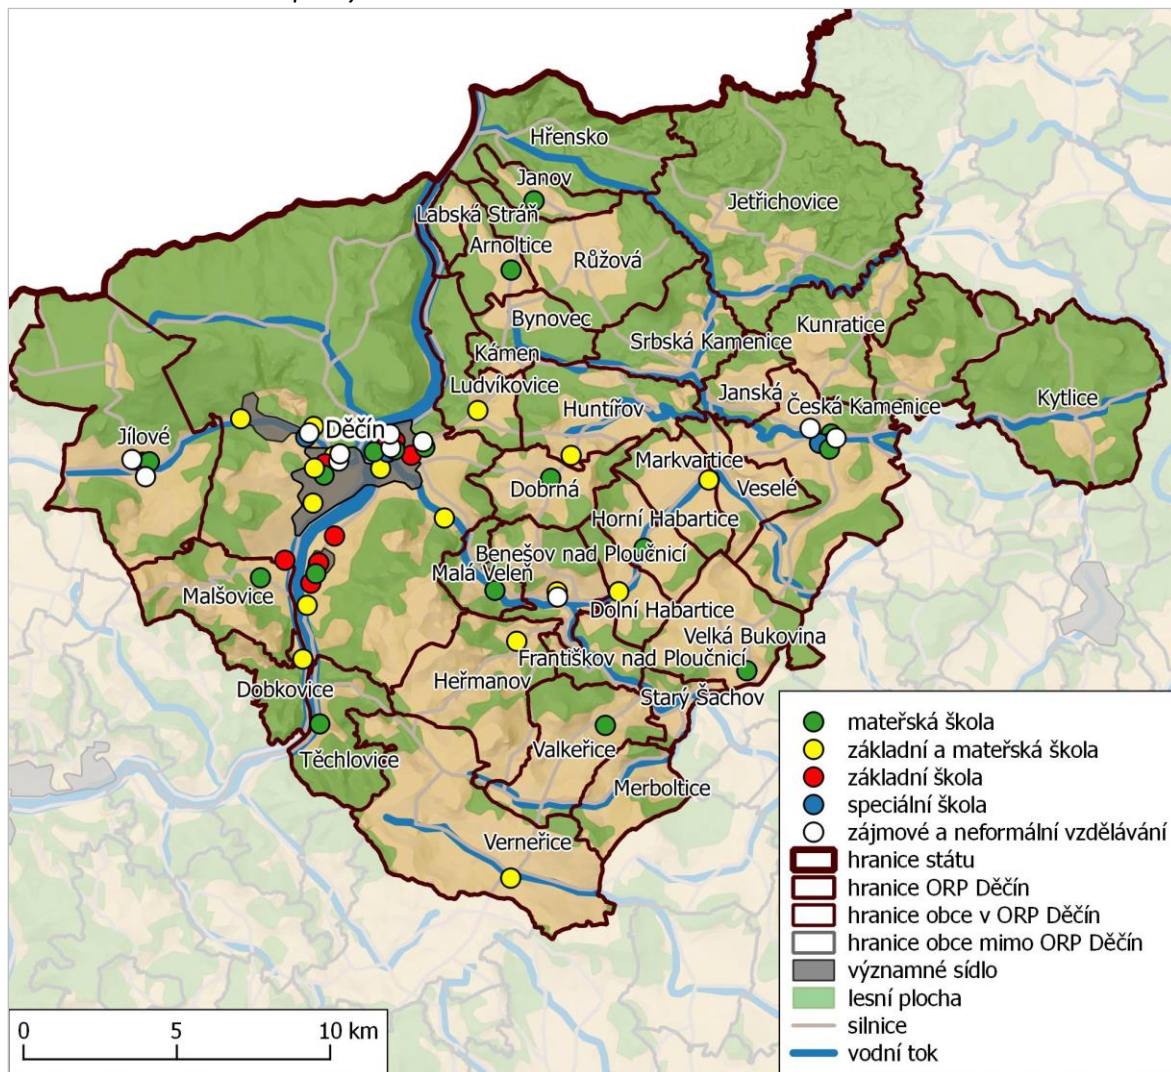 Hřensko
Janov
Jetřichovice
Labská Stráň
Arnoltice
Růžová
Bynovec
Kunratice
Srbská Kamenice
Kámen
Ludvíkovice
Janská
Kytlice
Huntířov
Česká Kamenice
Děčín
Jílové
Markvartice
Dobrná
Veselé
Horní Habartice
Benešov nad Ploučnicí
Malá Veleň
Malšovice
Dolní Habartice
Velká Bukovina
Františkov nad Ploučnicí
Heřmanov
Dobkovice
Starý Šachov
Valkeřice
Těchlovice
Merboltice
Verneřice
mateřská škola
základní a mateřská škola
základní škola
speciální škola
zájmové a neformální vzdělávání
hranice státu
hranice ORP Děčín
hranice obce v ORP Děčín
hranice obce mimo ORP Děčín
významné sídlo
lesní plocha
silnice
vodní tok
0 5 10 km